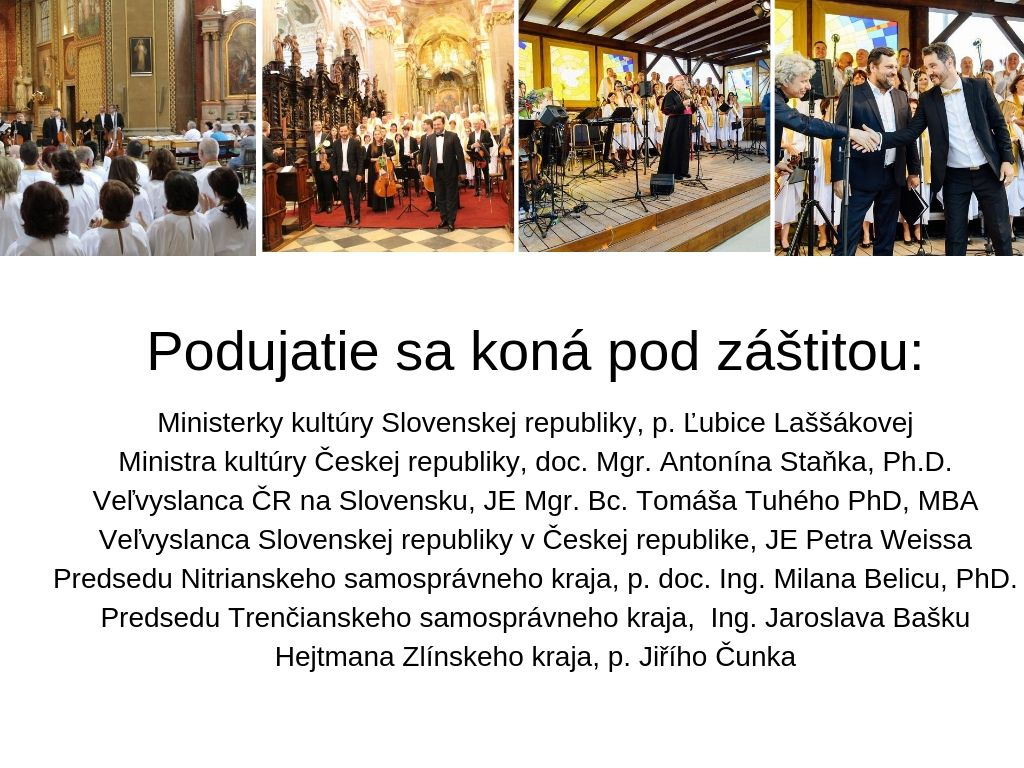 Podujatie sa koná pod záštitou:
Ministerky kultúry Slovenskej republiky, p. Ľubice Laššákovej
Ministra kultúry Českej republiky, doc. Mgr. Antonína Staňka, Ph.D.
Veľvyslanca ČR na Slovensku, JE Mgr. Bc. Tomáša Tuhého PhD, MBA
Veľvyslanca Slovenskej republiky v Českej republike, JE Petra Weissa
Predsedu Nitrianskeho samosprávneho kraja, p. doc. Ing. Milana Belicu, PhD.
Predsedu Trenčianskeho samosprávneho kraja,  Ing. Jaroslava Bašku
Hejtmana Zlínskeho kraja, p. Jiřího Čunka